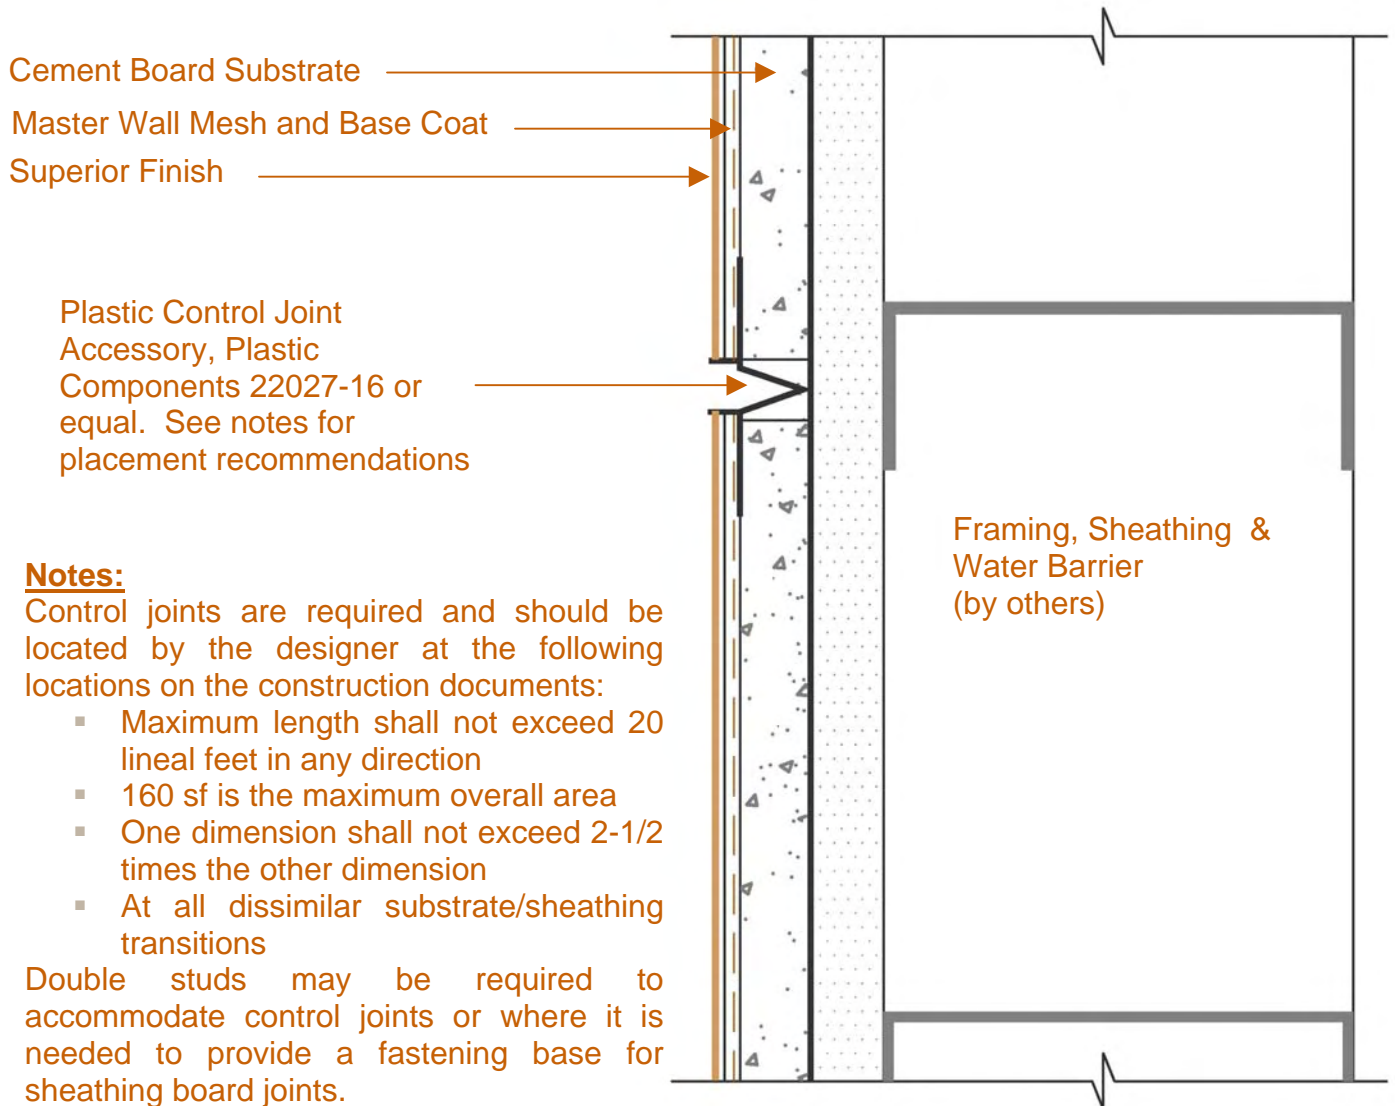 Cement Board Substrate
Master Wall Mesh and Base Coat
Superior Finish
Plastic Control Joint
Accessory, Plastic
Components 22027-16 or
equal. See notes for
placement recommendations
Framing, Sheathing &
Water Barrier
(by others)
Notes:
Control joints are required and should be
located by the designer at the following
locations on the construction documents:
▪ Maximum length shall not exceed 20
lineal feet in any direction
▪ 160 sf is the maximum overall area
▪ One dimension shall not exceed 2-1/2
times the other dimension
▪ At all dissimilar substrate/sheathing
transitions
Double studs may be required to
accommodate control joints or where it is
needed to provide a fastening base for
sheathing board joints.